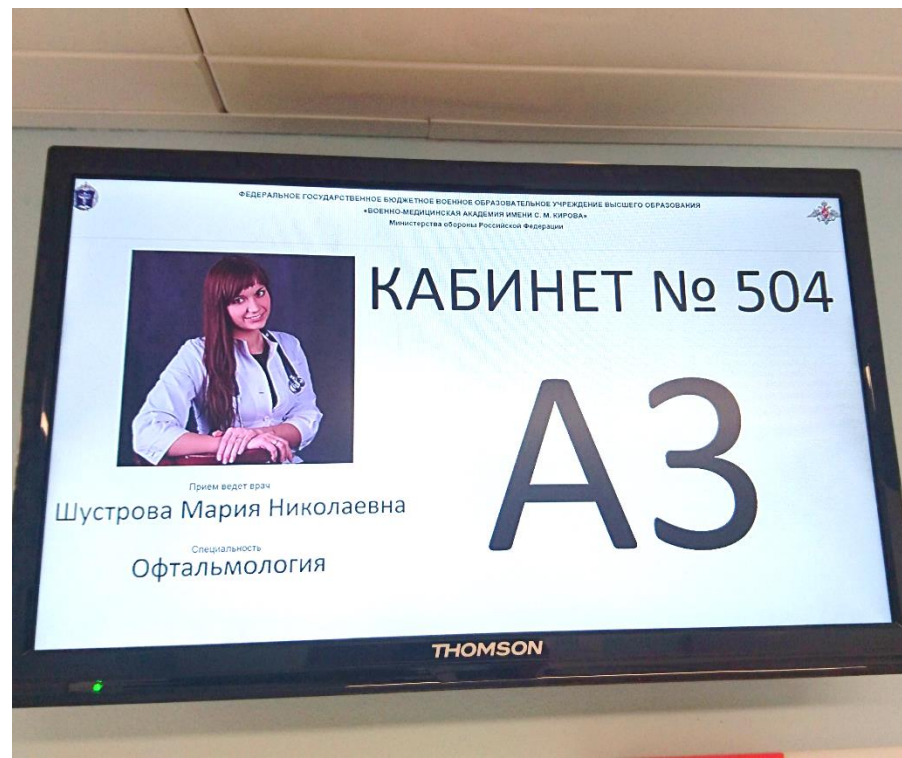 ФЕДЕРАЛЬНОЕ ГОСУДАРСТВЕННОЕ БЮДЖЕТНОЕ ВОЕННОЕ ОБРАЗОВАТЕЛЬНОЕ УЧРЕЖДЕНИЕ ВЫСШЕГО ОБРАЗОВАНИЯ
«ВОЕННО-МЕДИЦИНСКАЯ АКАДЕМИЯ ИМЕНИ С. М. КИРОВА»
Министерства обороны Российской Федерации
КАБИНЕТ № 504
А3
Прием ведет врач
Шустрова Мария Николаевна
Специальность
Офтальмология
THOMSON